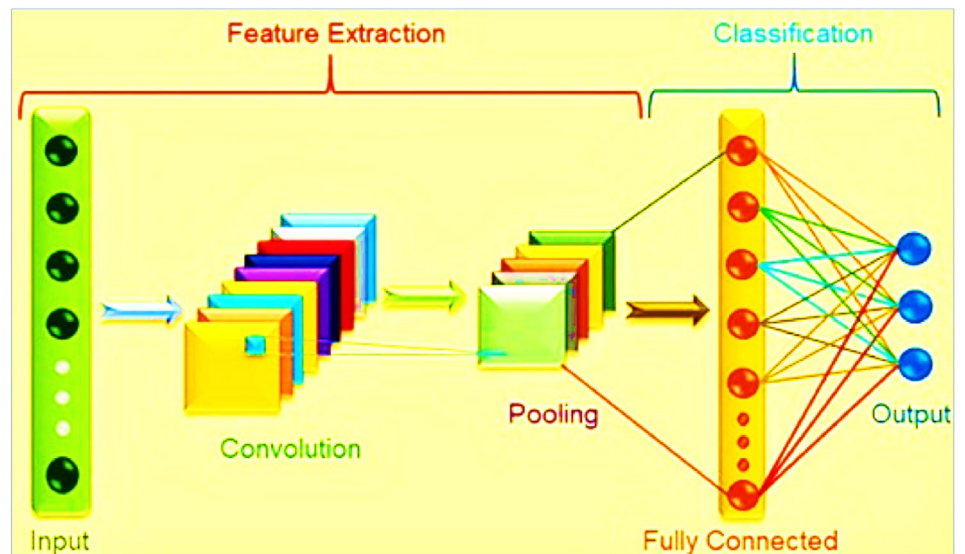 Feature Extraction
Classification
Convolution
Pooling
Output
Input
Fully Connected